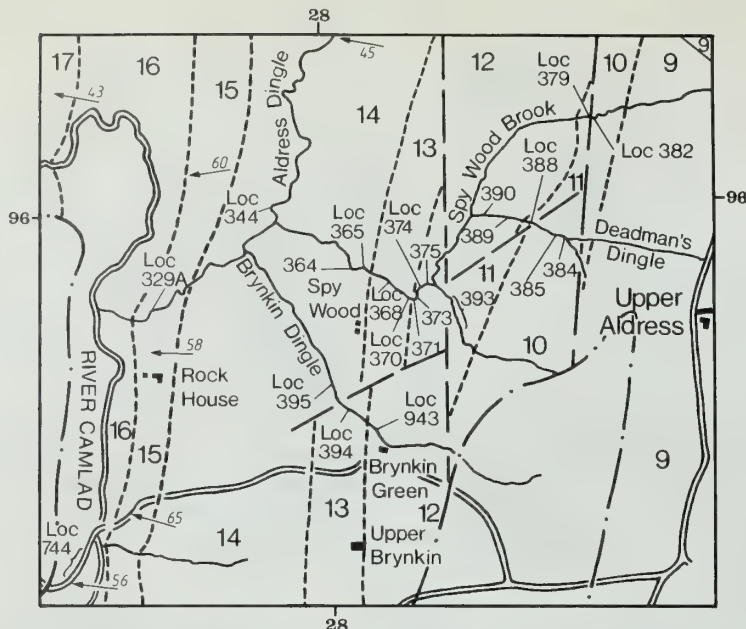 28
17
16
15
43
45
14
12
Loc
379
10
9
9
13
Aldress Dingle
60
Spy Wood Brook
Loc
388
Loc 382
11
96
96
Loc
344
Loc
365
Loc
374
390
389
375
Deadman's
Dingle
Loc
329A
364
Spy
Wood
Loc
368
373
11
393
385
384
Brynkin Dingle
Loc
370
371
10
Upper
Aldress
RIVER CAMLAD
58
Rock
House
Loc
395
Loc
394
Loc
943
16
15
9
Brynkin
Green
12
Loc
744
65
14
13
Upper
Brynkin
56
28